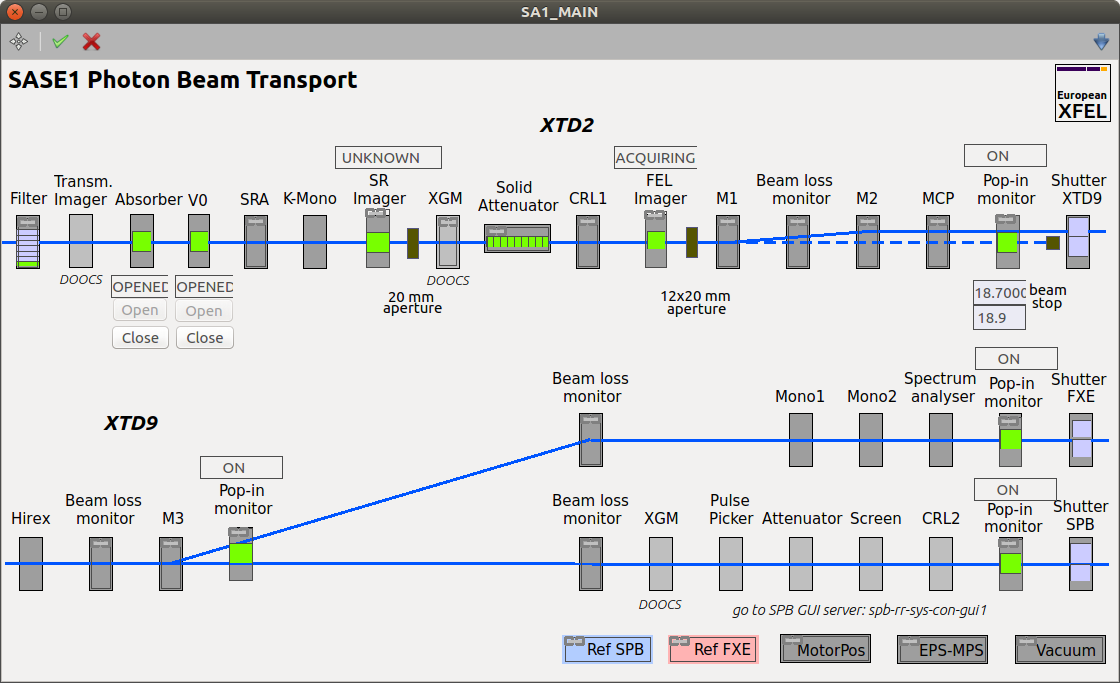 SA1_MAIN
SASE1 Photon Beam Transport
European
XFEL
XTD2
UNKNOWN
ACQUIRING
ON
Filter
Transm.
Imager
Absorber
V0
SRA
K-Mono
SR
Imager
XGM
Solid
Attenuator
CRL1
FEL
Imager
M1
Beam loss
monitor
M2
MCP
Pop-in
monitor
Shutter
XTD9
DOOCS
OPENED
OPENED
Open
Open
Close
Close
20 mm
aperture
DOOCS
12x20 mm
aperture
18.700
18.9
beam
stop
XTD9
Beam loss
monitor
Mono1
Mono2
Spectrum
analyser
ON
Pop-in
monitor
Shutter
FXE
Hirex
Beam loss
monitor
M3
ON
Pop-in
monitor
Beam loss
monitor
XGM
Pulse
Picker
Attenuator
Screen
CRL2
ON
Pop-in
monitor
Shutter
SPB
DOOCS
go to SPB GUI server: spb-rr-sys-con-gui1
Ref SPB
Ref FXE
MotorPos
EPS-MPS
Vacuum